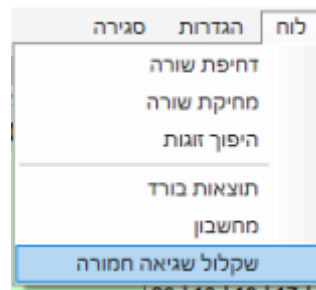 לוח הגדרות סגירה
דחיפת שורה
מחיקת שורה
היפוך זוגות
תוצאות בורד
מחשבון
שקלול שגיאה חמורה